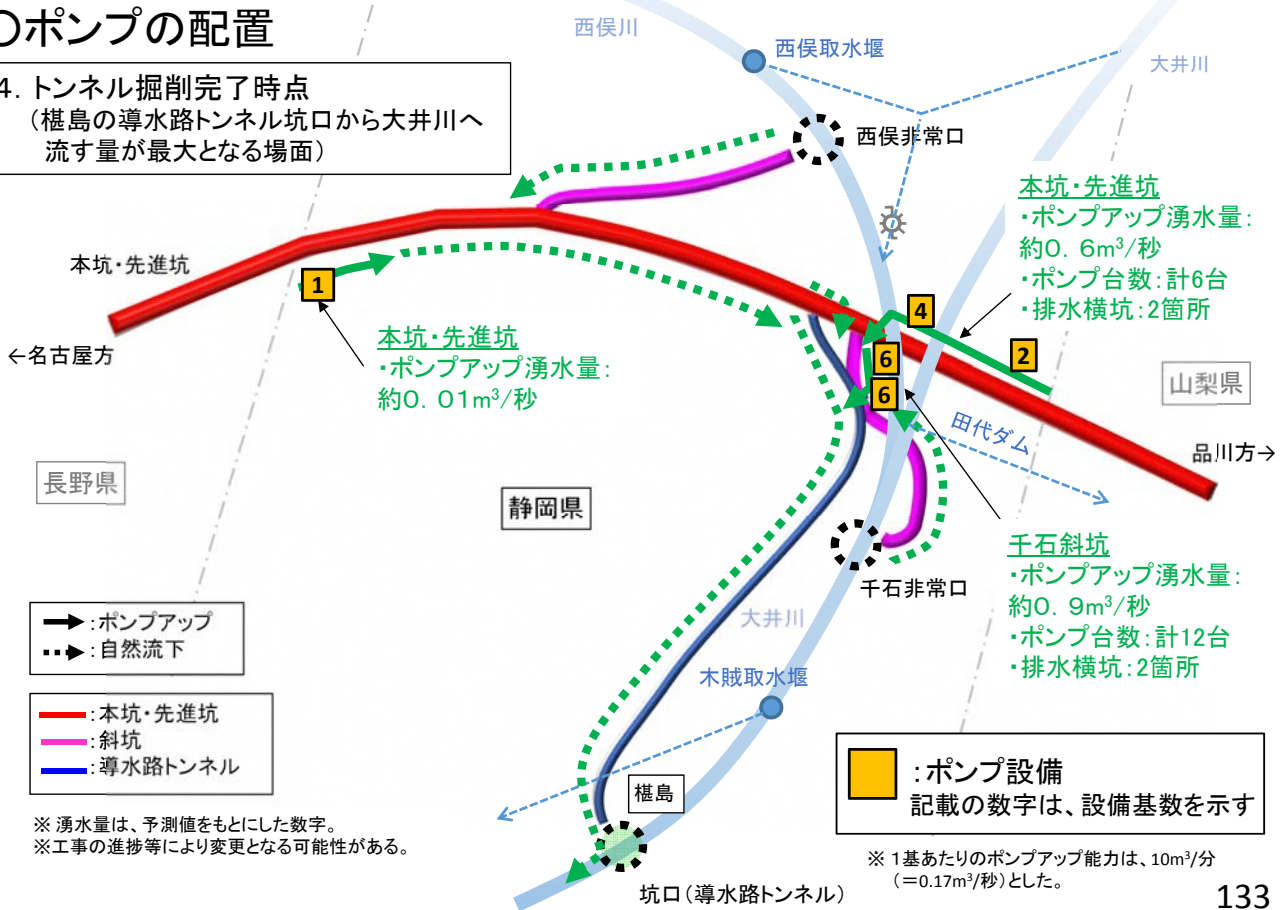 〇ポンプの配置
4. トンネル掘削完了時点
（椹島の導水路トンネル坑口から大井川へ
流す量が最大となる場面）
西俣川
西俣取水堰
大井川
西俣非常口
本坑・先進坑
・ポンプアップ湧水量：
約0．6m³/秒
・ポンプ台数：計6台
・排水横坑：2箇所
本坑・先進坑
1
←名古屋方
本坑・先進坑
・ポンプアップ湧水量：
約0．01m³/秒
4
2
6
6
山梨県
田代ダム
品川方→
長野県
静岡県
千石斜坑
・ポンプアップ湧水量：
約0．9m³/秒
・ポンプ台数：計12台
・排水横坑：2箇所
千石非常口
大井川
木賊取水堰
：ポンプアップ
：自然流下
：本坑・先進坑
：斜坑
：導水路トンネル
※ 湧水量は、予測値をもとにした数字。
※工事の進捗等により変更となる可能性がある。
椹島
坑口（導水路トンネル）
：ポンプ設備
記載の数字は、設備基数を示す
※ 1基あたりのポンプアップ能力は、10m³/分
（＝0.17m³/秒）とした。
133